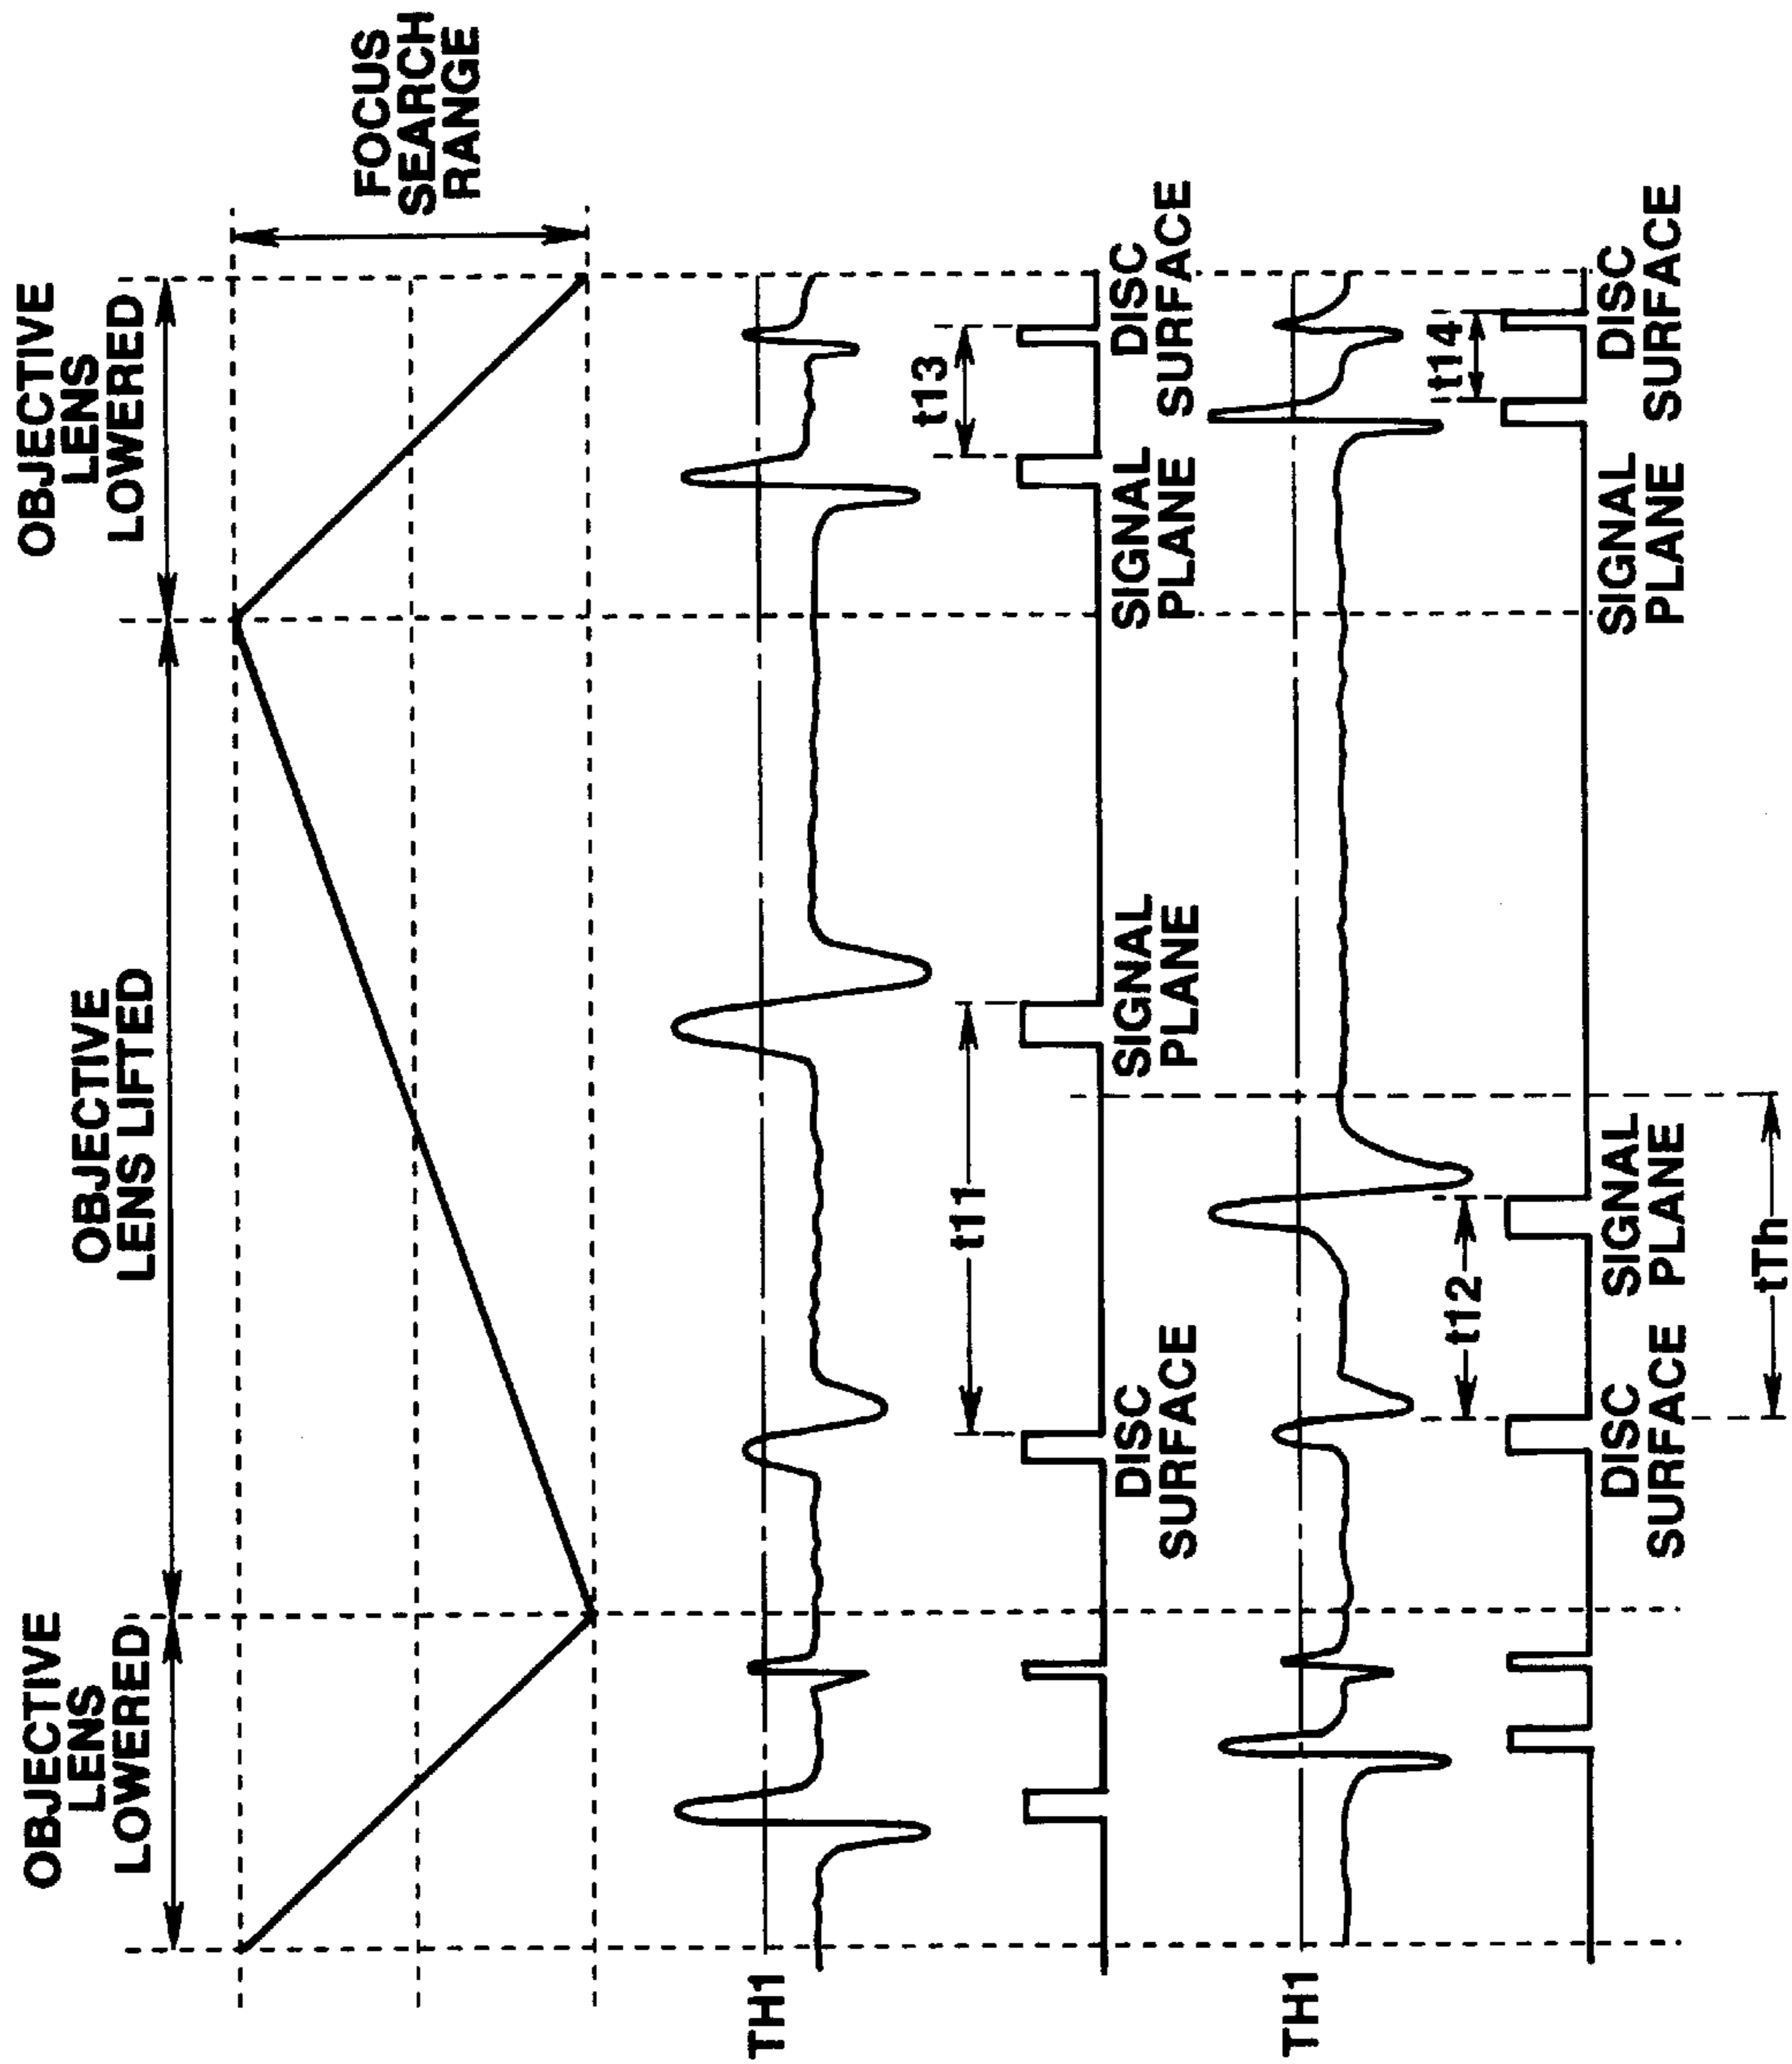 OBJECTIVE
LENS
LOWERED
OBJECTIVE
LENS LIFTED
OBJECTIVE
LENS
LOWERED
FOCUS
SEARCH
RANGE
TH1
t11
t13
DISC
SURFACE
SIGNAL
PLANE
SIGNAL
PLANE
DISC
SURFACE
TH1
t12
t14
DISC
SURFACE
SIGNAL
PLANE
SIGNAL
PLANE
DISC
SURFACE
tTh